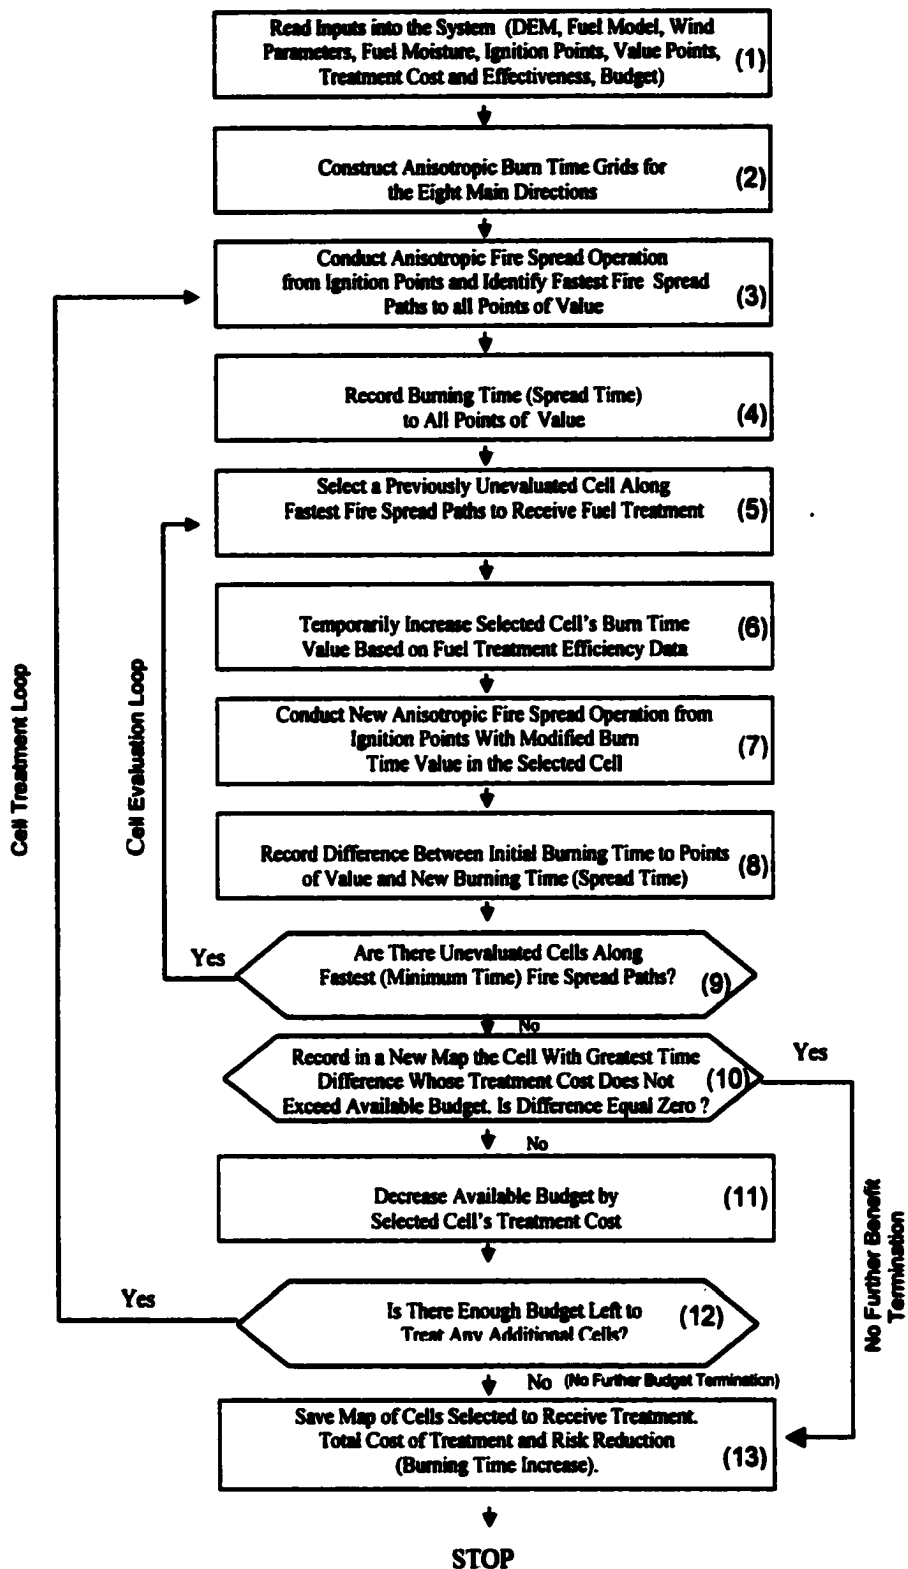 Read Inputs into the System (DEM, Fuel Model, Wind
Parameters, Fuel Moisture, Ignition Points, Value Points,
Treatment Cost and Effectiveness, Budget)
(1)
Construct Anisotropic Burn Time Grids for
the Eight Main Directions
(2)
Conduct Anisotropic Fire Spread Operation
from Ignition Points and Identify Fastest Fire Spread
Paths to all Points of Value
(3)
Record Burning Time (Spread Time)
to All Points of Value
(4)
Select a Previously Unevaluated Cell Along
Fastest Fire Spread Paths to Receive Fuel Treatment
(5)
Temporarily Increase Selected Cell's Burn Time
Value Based on Fuel Treatment Efficiency Data
(6)
Conduct New Anisotropic Fire Spread Operation from
Ignition Points With Modified Burn
Time Value in the Selected Cell
(7)
Record Difference Between Initial Burning Time to Points
of Value and New Burning Time (Spread Time)
(8)
Cell Treatment Loop
Cell Evaluation Loop
Yes
Are There Unevaluated Cells Along
Fastest (Minimum Time) Fire Spread Paths?
(9)
No
Record in a New Map the Cell With Greatest Time
Difference Whose Treatment Cost Does Not
Exceed Available Budget. Is Difference Equal Zero ?
(10)
Yes
No
Decrease Available Budget by
Selected Cell's Treatment Cost
(11)
No Further Benefit
Termination
Yes
Is There Enough Budget Left to
Treat Any Additional Cells?
(12)
No (No Further Budget Termination)
Save Map of Cells Selected to Receive Treatment.
Total Cost of Treatment and Risk Reduction
(Burning Time Increase).
(13)
STOP